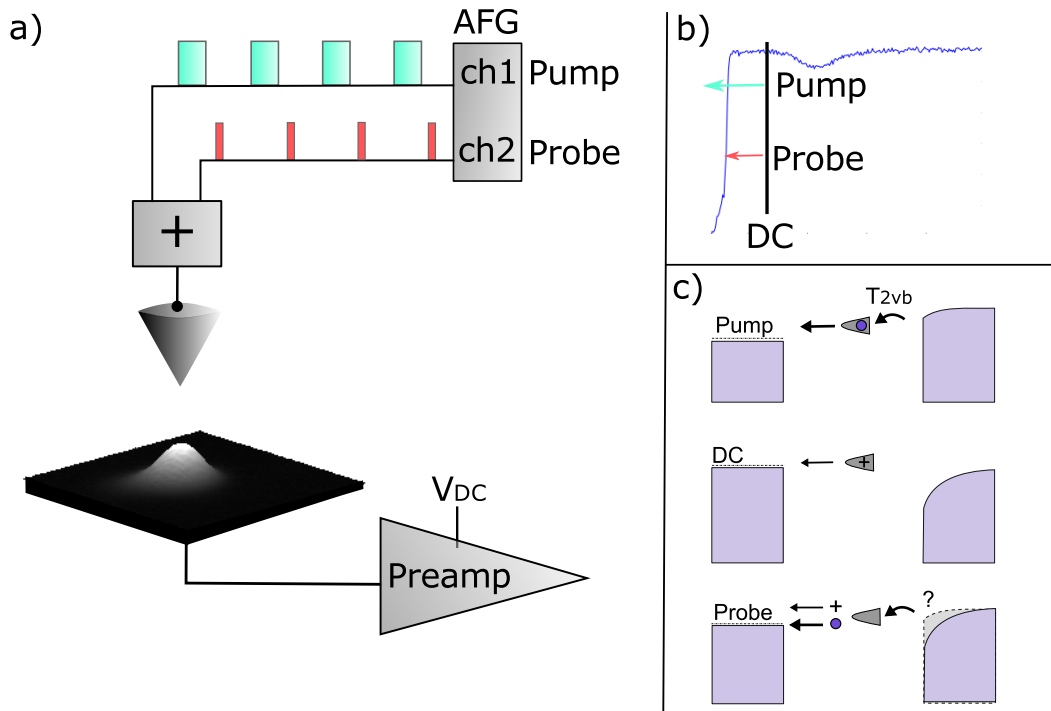 a)
AFG
ch1 Pump
ch2 Probe
+
VDC
Preamp
b)
Pump
Probe
DC
c)
T2vb
Pump
DC
+
?
+
Probe